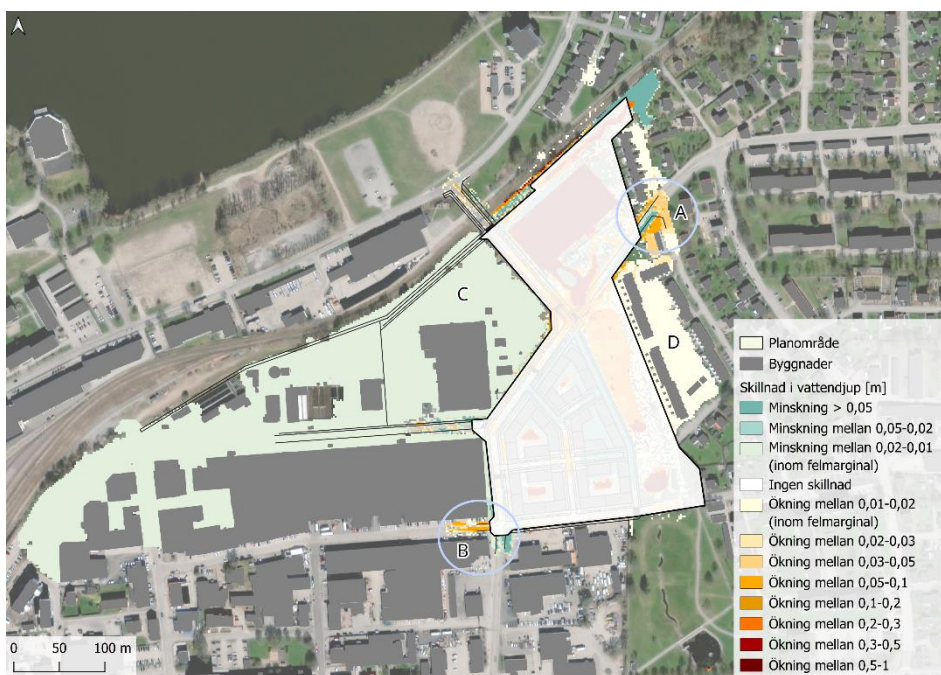 A
C
D
B
Planområde
Byggnader
Skillnad i vattendjup [m]
Minskning > 0,05
Minskning mellan 0,05-0,02
Minskning mellan 0,02-0,01
(inom felmarginal)
Ingen skillnad
Ökning mellan 0,01-0,02
(inom felmarginal)
Ökning mellan 0,02-0,03
Ökning mellan 0,03-0,05
Ökning mellan 0,05-0,1
Ökning mellan 0,1-0,2
Ökning mellan 0,2-0,3
Ökning mellan 0,3-0,5
Ökning mellan 0,5-1
0 50 100 m